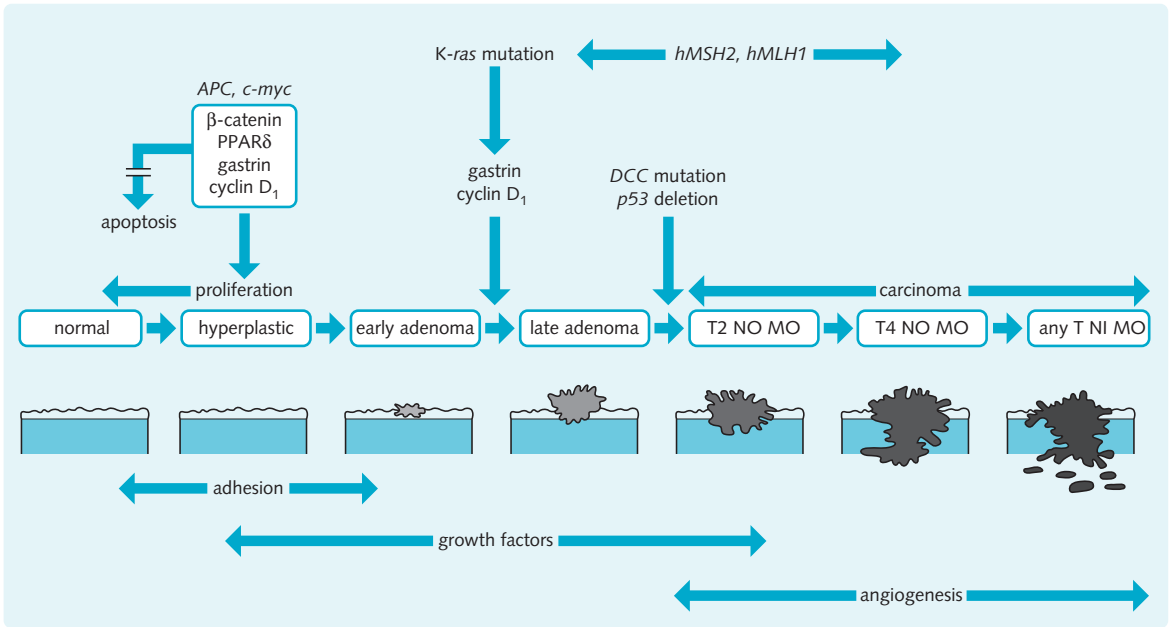 K-ras mutation
hMSH2, hMLH1
APC, c-myc
β-catenin
PPARδ
gastrin
cyclin D1
apoptosis
gastrin
cyclin D1
DCC mutation
p53 deletion
proliferation
carcinoma
normal
hyperplastic
early adenoma
late adenoma
T2 NO MO
T4 NO MO
any T NI MO
adhesion
growth factors
angiogenesis